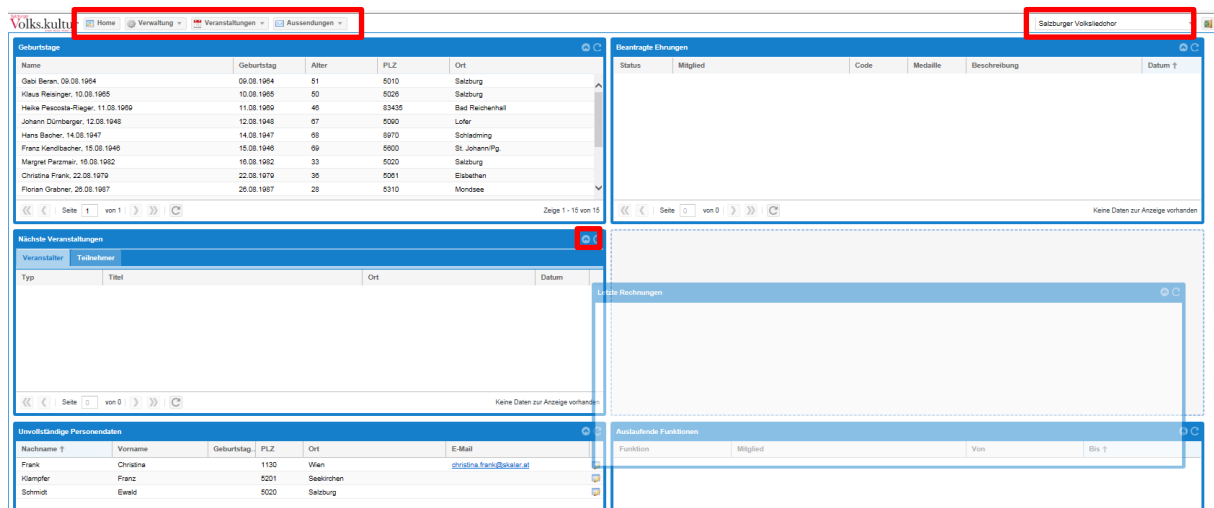 Volks.kultur Home Verwaltung Veranstaltungen Aussendungen Salzburger Volksliedchor
Geburtstage
Name Geburtstag Alter PLZ Ort
Gabi Beran, 09.08.1964 09.08.1964 51 5010 Salzburg
Klaus Reisinger, 10.08.1965 10.08.1965 50 5026 Salzburg
Heike Pescosta-Rieger, 11.08.1969 11.08.1969 46 83435 Bad Reichenhall
Johann Dürnberger, 12.08.1948 12.08.1948 67 5090 Lofer
Hans Bacher, 14.08.1947 14.08.1947 68 8970 Schladming
Franz Kendlbacher, 15.08.1946 15.08.1946 69 5600 St. Johann/Pg.
Margret Parzmair, 16.08.1982 16.08.1982 33 5020 Salzburg
Christina Frank, 22.08.1979 22.08.1979 36 5061 Elsbethen
Florian Grabner, 26.08.1987 26.08.1987 28 5310 Mondsee
Seite 1 von 1 Zeige 1 - 15 von 15
Beantragte Ehrungen
Status Mitglied Code Medaille Beschreibung Datum ↑
Seite 0 von 0 Keine Daten zur Anzeige vorhanden
Nächste Veranstaltungen
Veranstalter Teilnehmer
Typ Titel Ort Datum
Seite 0 von 0 Keine Daten zur Anzeige vorhanden
Letzte Rechnungen
Unvollständige Personendaten
Nachname ↑ Vorname Geburtstag.. PLZ Ort E-Mail
Frank Christina 1130 Wien christina.frank@skaler.at
Klampfer Franz 5201 Seekirchen
Schmidt Ewald 5020 Salzburg
Auslaufende Funktionen
Funktion Mitglied Von Bis ↑